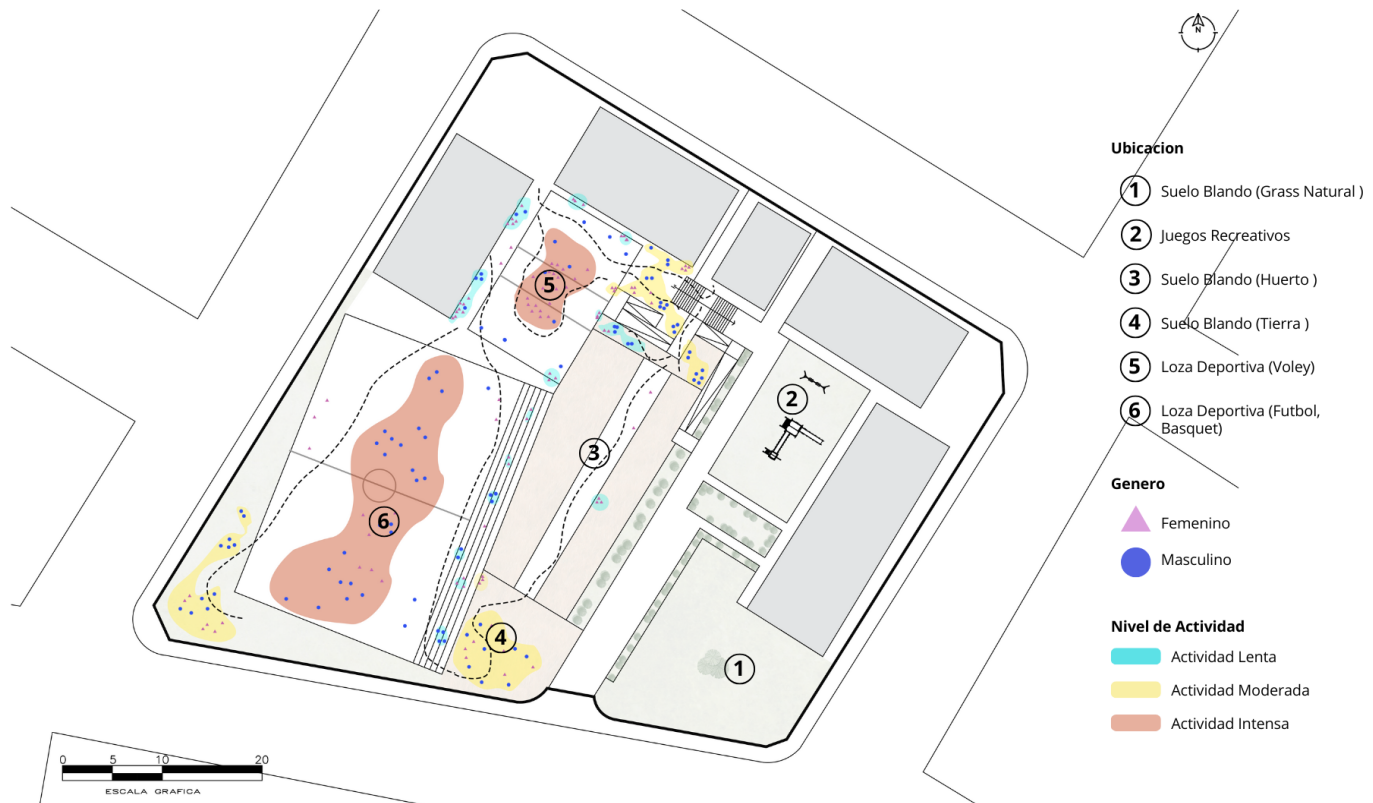 N
Ubicacion
1 Suelo Blando (Grass Natural )
2 Juegos Recreativos
3 Suelo Blando (Huerto )
4 Suelo Blando (Tierra )
5 Loza Deportiva (Voley)
6 Loza Deportiva (Futbol,
Basquet)
Genero
Femenino
Masculino
Nivel de Actividad
Actividad Lenta
Actividad Moderada
Actividad Intensa
5
2
3
6
4
1
0 5 10 20
ESCALA GRAFICA